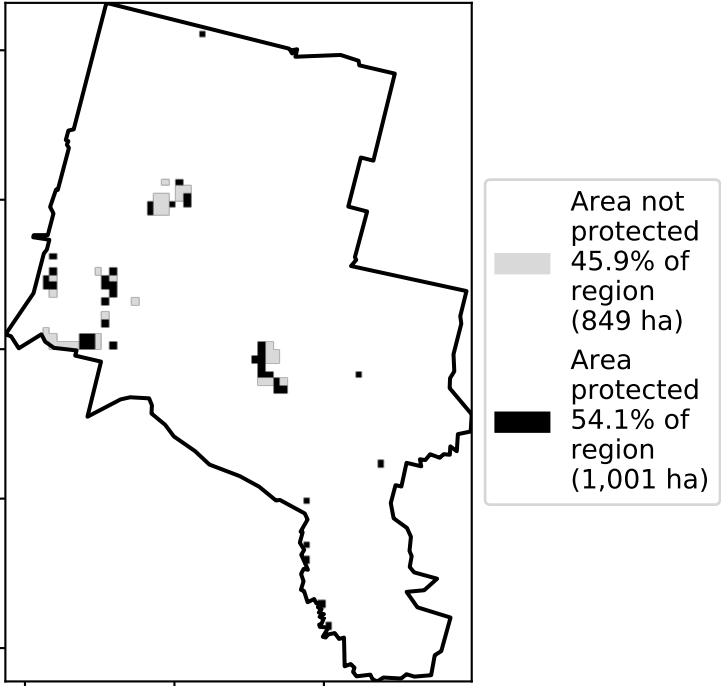 Area not
protected
45.9% of
region
(849 ha)
Area
protected
54.1% of
region
(1,001 ha)